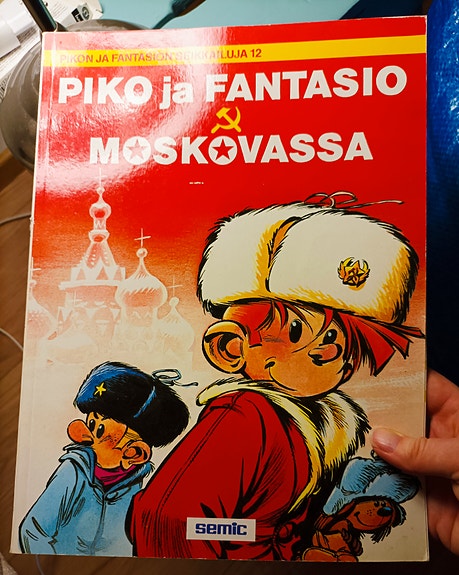 PIKON JA FANTASION SEIKKAILUJA 12
PIKO ja FANTASIO
MOSKOVASSA
semic